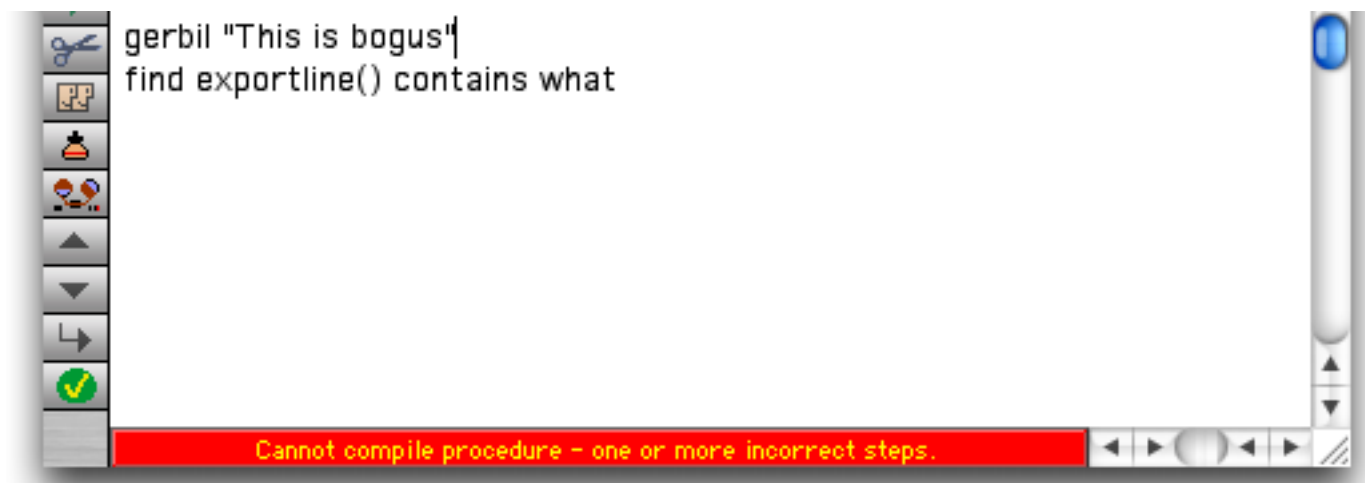 gerbil "This is bogus"
find exportline() contains what
Cannot compile procedure – one or more incorrect steps.